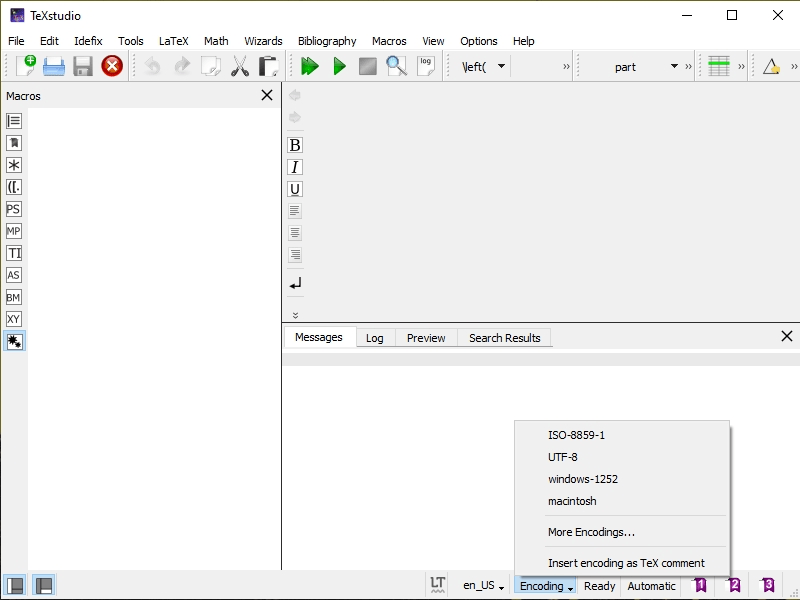 TeXstudio
File Edit Idefix Tools LaTeX Math Wizards Bibliography Macros View Options Help
log \left( part
Macros
([.
PS
MP
TI
AS
BM
XY
B
I
U
Messages Log Preview Search Results
ISO-8859-1
UTF-8
windows-1252
macintosh
More Encodings...
Insert encoding as TeX comment
LT en_US Encoding Ready Automatic 1 2 3